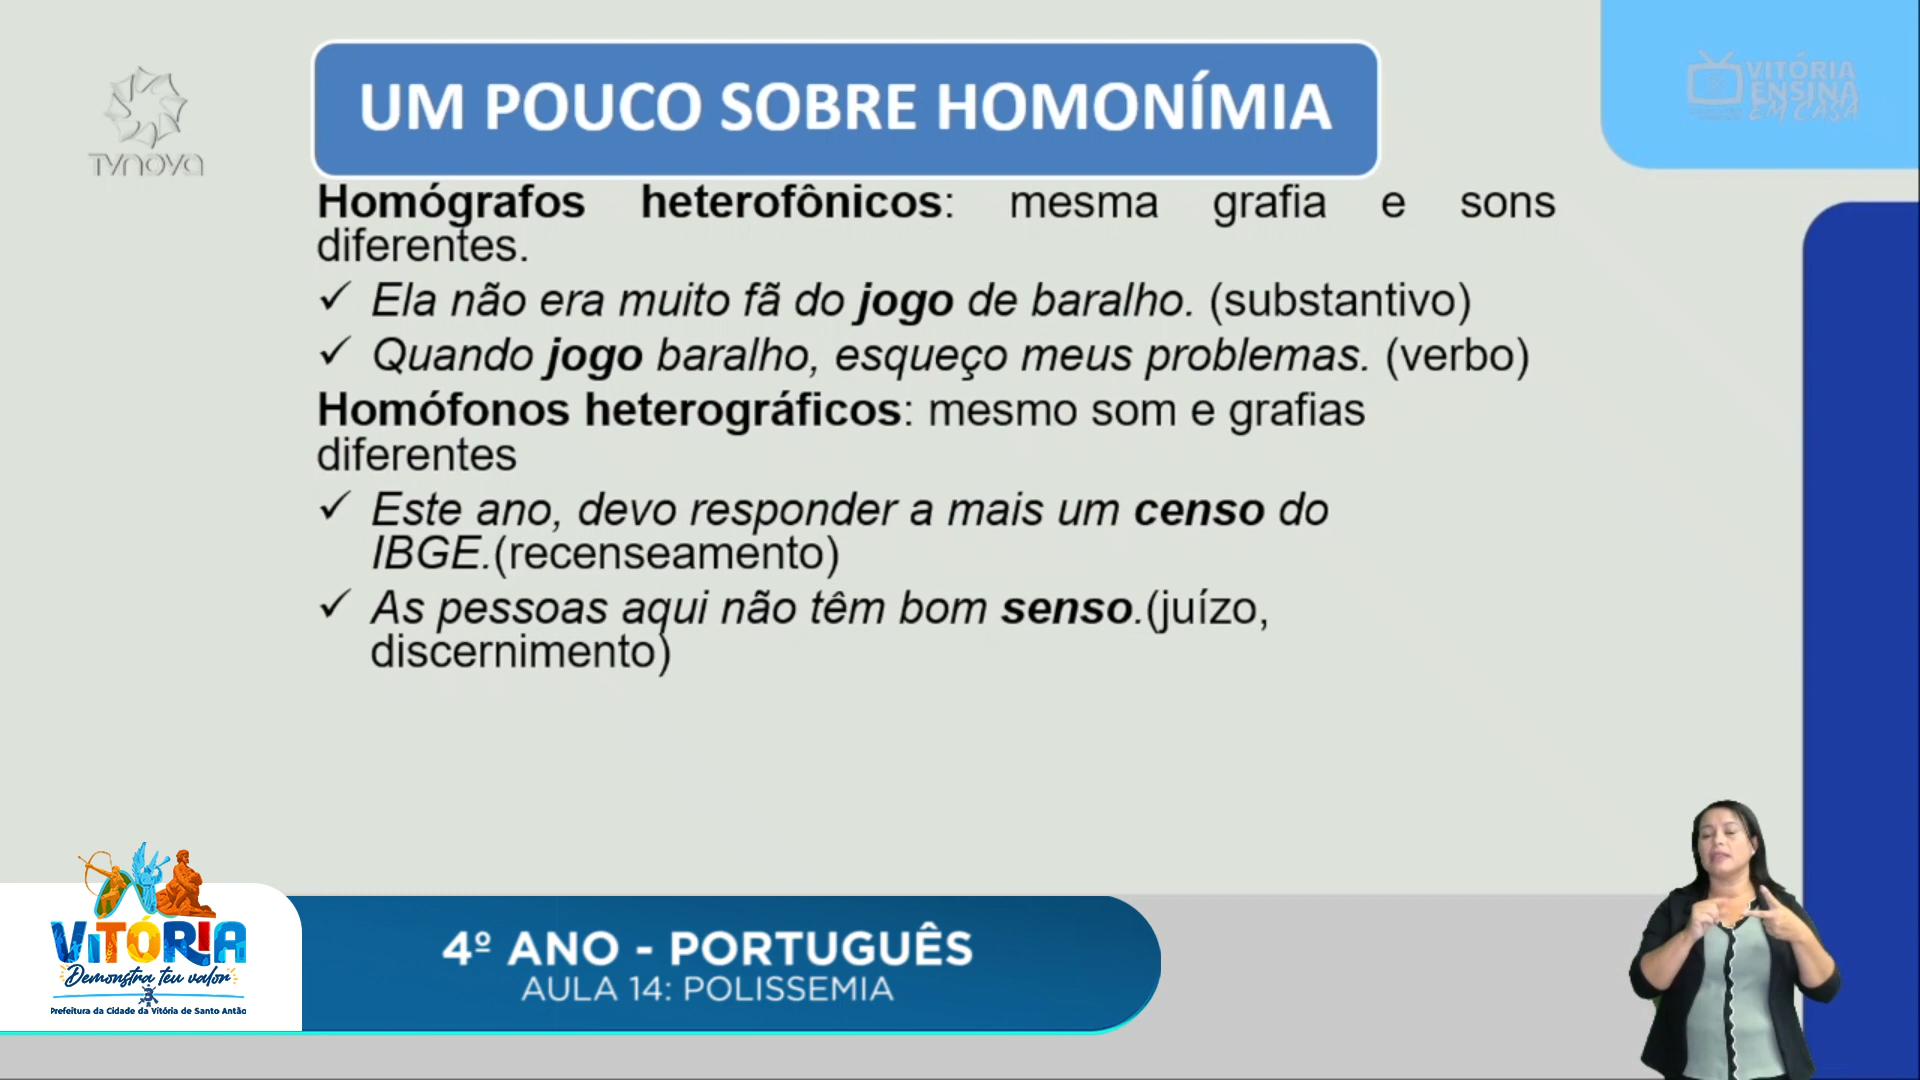 UM POUCO SOBRE HOMONÍMIA
TVNOVA
VITÓRIA
ENSINA
EM CASA
Homógrafos heterofônicos: mesma grafia e sons
diferentes.
✓ Ela não era muito fã do jogo de baralho. (substantivo)
✓ Quando jogo baralho, esqueço meus problemas. (verbo)
Homófonos heterográficos: mesmo som e grafias
diferentes
✓ Este ano, devo responder a mais um censo do
IBGE.(recenseamento)
✓ As pessoas aqui não têm bom senso.(juízo,
discernimento)
VITÓRIA
Demonstra teu valor
Prefeitura da Cidade da Vitória de Santo Antão
4º ANO - PORTUGUÊS
AULA 14: POLISSEMIA